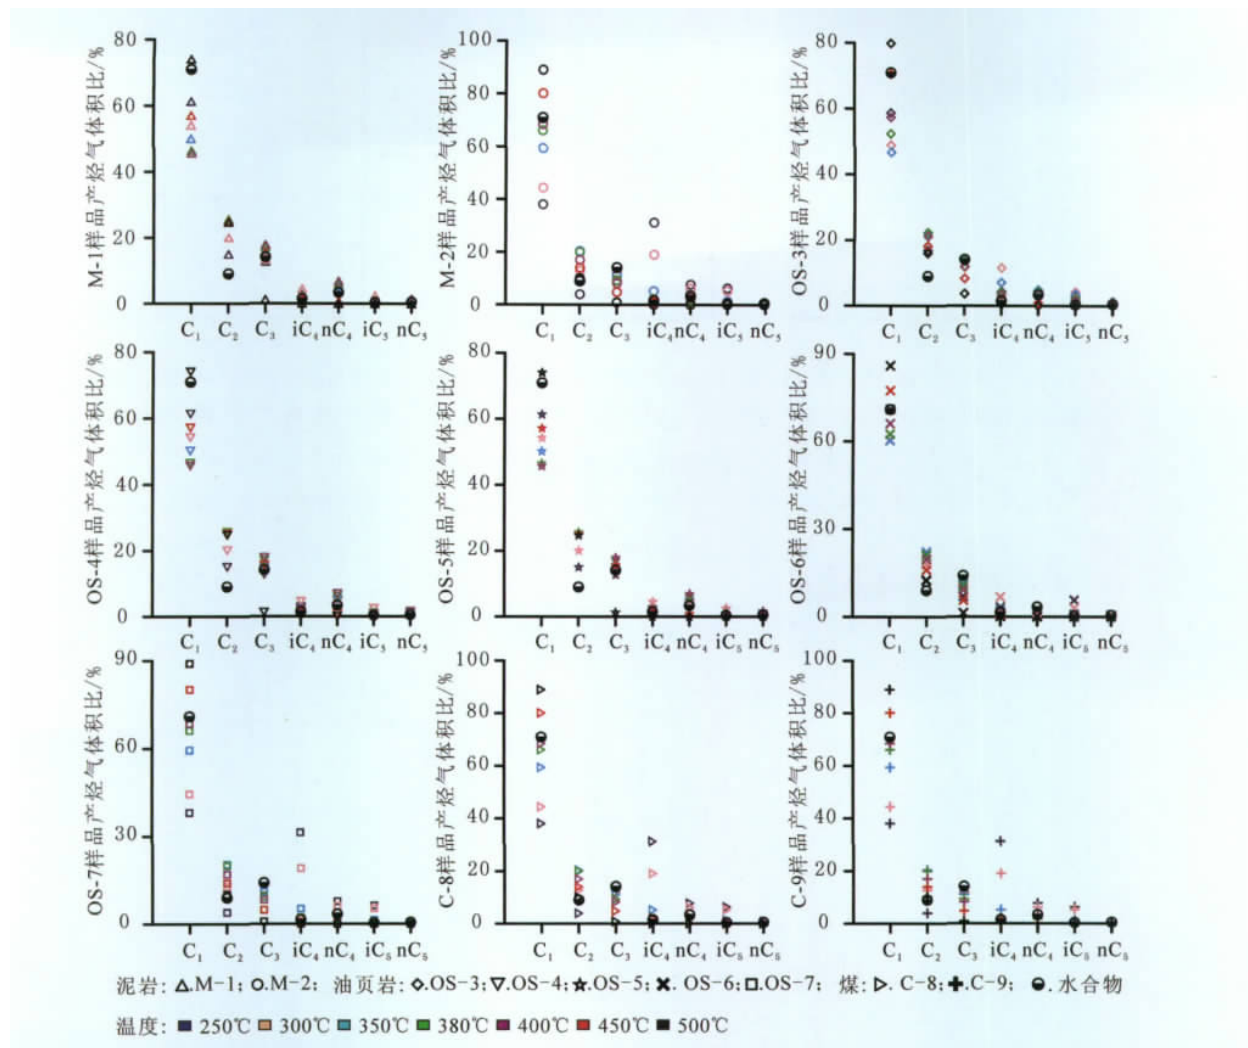 M-1样品产烃气体积比/%
80
60
40
20
0
C₁ C₂ C₃ iC₄ nC₄ iC₅ nC₅
M-2样品产烃气体积比/%
100
80
60
40
20
0
C₁ C₂ C₃ iC₄ nC₄ iC₅ nC₅
OS-3样品产烃气体积比/%
80
60
40
20
0
C₁ C₂ C₃ iC₄ nC₄ iC₅ nC₅
OS-4样品产烃气体积比/%
80
60
40
20
0
C₁ C₂ C₃ iC₄ nC₄ iC₅ nC₅
OS-5样品产烃气体积比/%
80
60
40
20
0
C₁ C₂ C₃ iC₄ nC₄ iC₅ nC₅
OS-6样品产烃气体积比/%
90
60
30
0
C₁ C₂ C₃ iC₄ nC₄ iC₅ nC₅
OS-7样品产烃气体积比/%
90
60
30
0
C₁ C₂ C₃ iC₄ nC₄ iC₅ nC₅
C-8样品产烃气体积比/%
100
80
60
40
20
0
C₁ C₂ C₃ iC₄ nC₄ iC₅ nC₅
C-9样品产烃气体积比/%
100
80
60
40
20
0
C₁ C₂ C₃ iC₄ nC₄ iC₅ nC₅
泥岩: △.M-1; ○.M-2; 油页岩: ◇.OS-3; ▽.OS-4; ★.OS-5; ×. OS-6; □.OS-7; 煤: ▷. C-8; +.C-9; .水合物
温度: 250℃ 300℃ 350℃ 380℃ 400℃ 450℃ 500℃